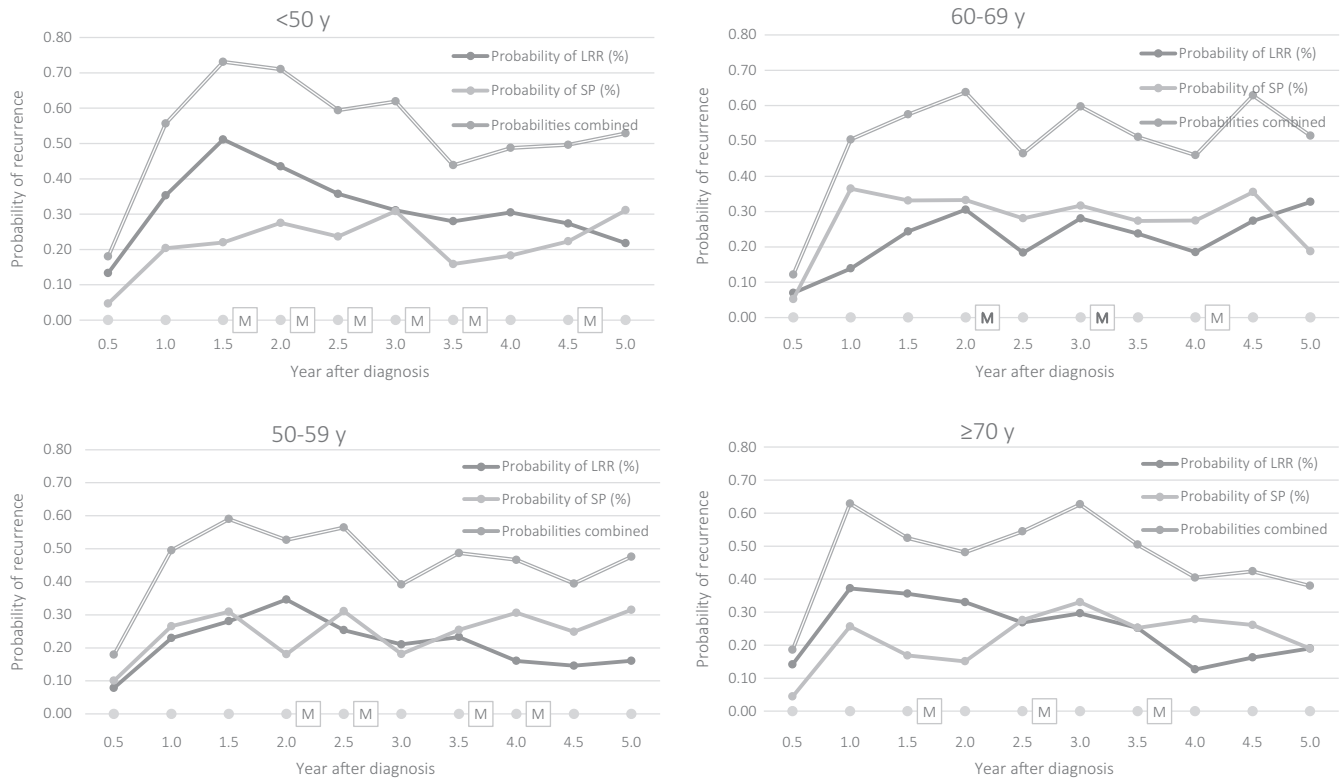 <50 y
0.80
0.70
0.60
0.50
0.40
0.30
0.20
0.10
0.00
Probability of recurrence
Probability of LRR (%)
Probability of SP (%)
Probabilities combined
M M M M M M
0.5 1.0 1.5 2.0 2.5 3.0 3.5 4.0 4.5 5.0
Year after diagnosis
60-69 y
0.80
0.70
0.60
0.50
0.40
0.30
0.20
0.10
0.00
Probability of recurrence
Probability of LRR (%)
Probability of SP (%)
Probabilities combined
M M M
0.5 1.0 1.5 2.0 2.5 3.0 3.5 4.0 4.5 5.0
Year after diagnosis
50-59 y
0.80
0.70
0.60
0.50
0.40
0.30
0.20
0.10
0.00
Probability of recurrence
Probability of LRR (%)
Probability of SP (%)
Probabilities combined
M M M M
0.5 1.0 1.5 2.0 2.5 3.0 3.5 4.0 4.5 5.0
Year after diagnosis
≥70 y
0.80
0.70
0.60
0.50
0.40
0.30
0.20
0.10
0.00
Probability of recurrence
Probability of LRR (%)
Probability of SP (%)
Probabilities combined
M M M
0.5 1.0 1.5 2.0 2.5 3.0 3.5 4.0 4.5 5.0
Year after diagnosis